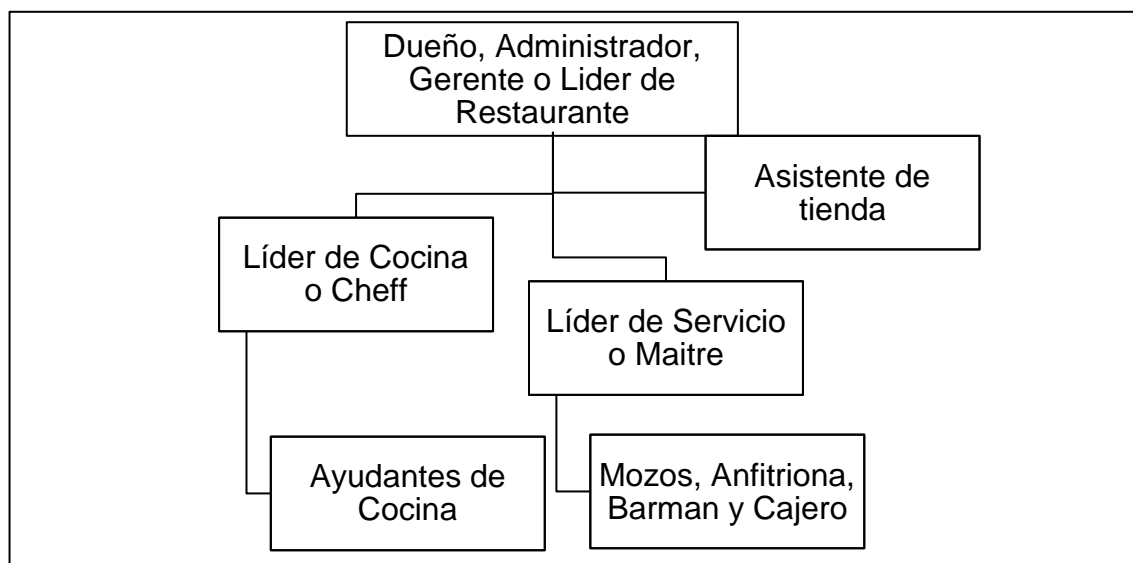 Dueño, Administrador,
Gerente o Lider de
Restaurante
Asistente de
tienda
Líder de Cocina
o Cheff
Líder de Servicio
o Maitre
Ayudantes de
Cocina
Mozos, Anfitriona,
Barman y Cajero